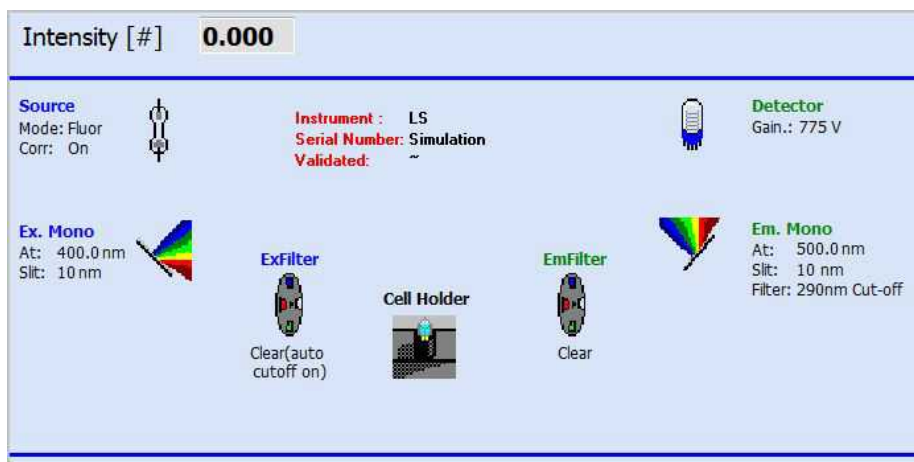 Intensity [#] 0.000
Source
Mode: Fluor
Corr: On
Instrument : LS
Serial Number: Simulation
Validated: ~
Detector
Gain.: 775 V
Ex. Mono
At: 400.0 nm
Slit: 10 nm
ExFilter
Clear(auto
cutoff on)
Cell Holder
EmFilter
Clear
Em. Mono
At: 500.0 nm
Slit: 10 nm
Filter: 290nm Cut-off